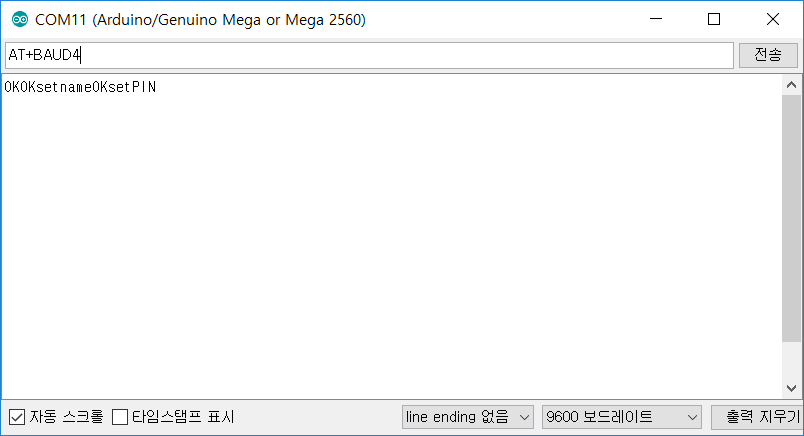 COM11 (Arduino/Genuino Mega or Mega 2560)
AT+BAUD4
전송
OKOKsetnameOKsetPIN
자동 스크롤 타임스탬프 표시 line ending 없음 9600 보드레이트 출력 지우기